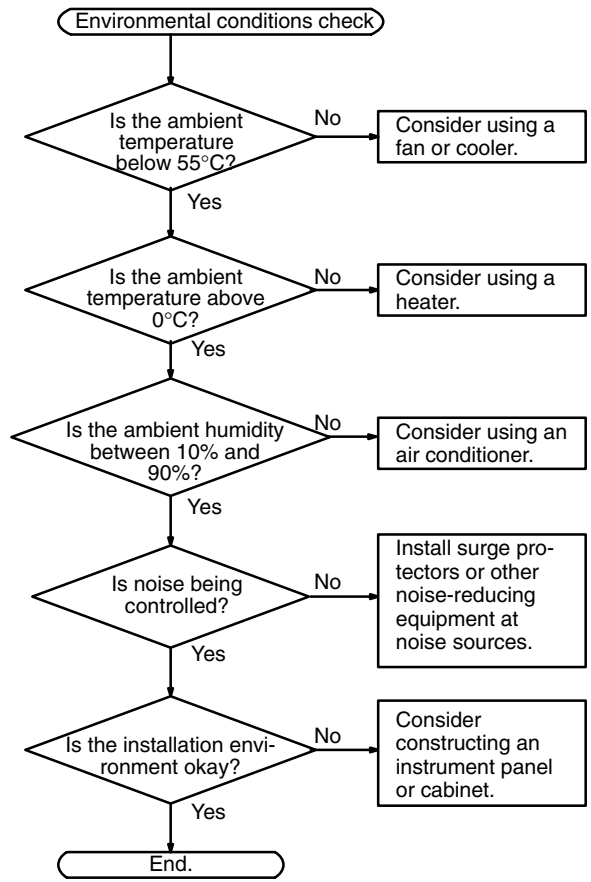 Environmental conditions check
Is the ambient
temperature
below 55°C?
No
Consider using a
fan or cooler.
Yes
Is the ambient
temperature above
0°C?
No
Consider using a
heater.
Yes
Is the ambient humidity
between 10% and
90%?
No
Consider using an
air conditioner.
Yes
Is noise being
controlled?
No
Install surge pro-
tectors or other
noise-reducing
equipment at
noise sources.
Yes
Is the installation envi-
ronment okay?
No
Consider
constructing an
instrument panel
or cabinet.
Yes
End.